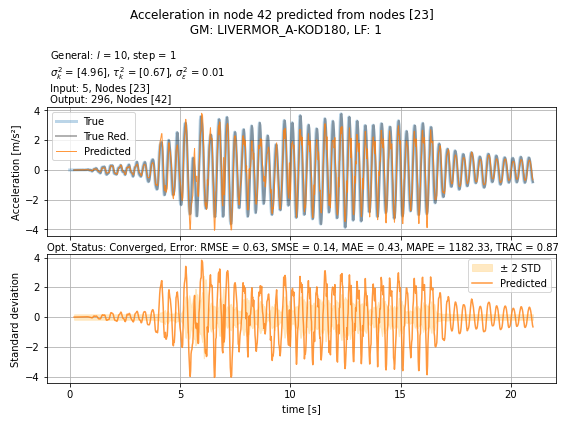 Acceleration in node 42 predicted from nodes [23]
GM: LIVERMOR_A-KOD180, LF: 1
General: l = 10, step = 1
σ²ₖ = [4.96], τ²ₖ = [0.67], σ²ε = 0.01
Input: 5, Nodes [23]
Output: 296, Nodes [42]
4
2
0
−2
−4
Acceleration [m/s²]
True
True Red.
Predicted
Opt. Status: Converged, Error: RMSE = 0.63, SMSE = 0.14, MAE = 0.43, MAPE = 1182.33, TRAC = 0.87
4
2
0
−2
−4
Standard deviation
± 2 STD
Predicted
0
5
10
15
20
time [s]